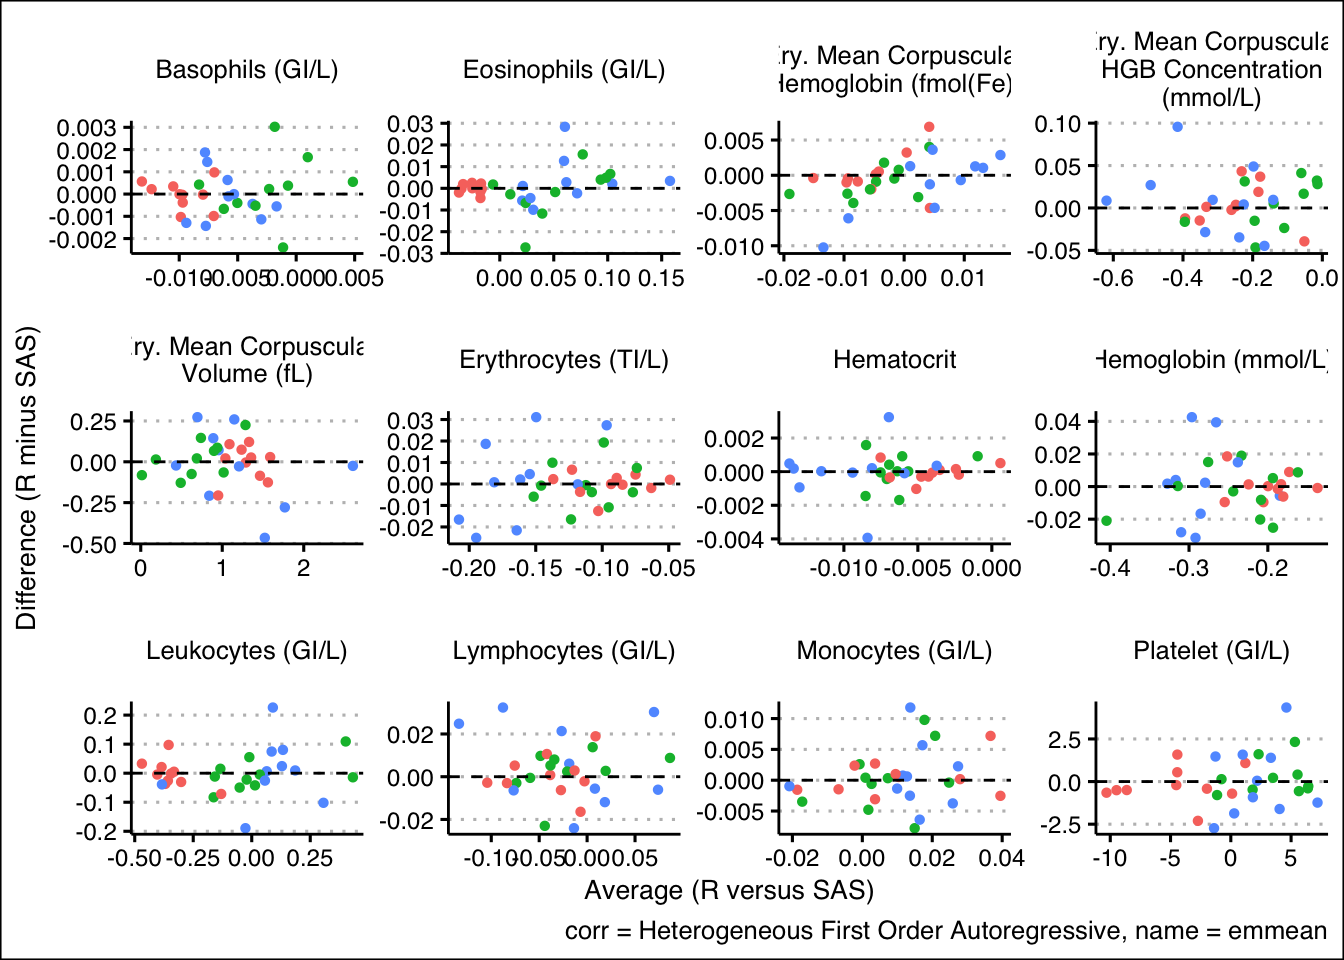 Basophils (GI/L)
Eosinophils (GI/L)
ry. Mean Corpuscula
Hemoglobin (fmol(Fe)
ry. Mean Corpuscula
HGB Concentration
(mmol/L)
0.003
0.002
0.001
0.000
-0.001
-0.002
-0.010 -0.005 0.000 0.005
0.03
0.02
0.01
0.00
-0.01
-0.02
-0.03
0.00 0.05 0.10 0.15
0.005
0.000
-0.005
-0.010
-0.02 -0.01 0.00 0.01
0.10
0.05
0.00
-0.05
-0.6 -0.4 -0.2 0.0
Difference (R minus SAS)
ry. Mean Corpuscula
Volume (fL)
Erythrocytes (TI/L)
Hematocrit
Hemoglobin (mmol/L)
0.25
0.00
-0.25
-0.50
0 1 2
0.03
0.02
0.01
0.00
-0.01
-0.02
-0.20 -0.15 -0.10 -0.05
0.002
0.000
-0.002
-0.004
-0.010 -0.005 0.000
0.04
0.02
0.00
-0.02
-0.4 -0.3 -0.2
Leukocytes (GI/L)
Lymphocytes (GI/L)
Monocytes (GI/L)
Platelet (GI/L)
0.2
0.1
0.0
-0.1
-0.2
-0.50 -0.25 0.00 0.25
0.02
0.00
-0.02
-0.10 -0.05 0.00 0.05
0.010
0.005
0.000
-0.005
-0.02 0.00 0.02 0.04
2.5
0.0
-2.5
-10 -5 0 5
Average (R versus SAS)
corr = Heterogeneous First Order Autoregressive, name = emmean